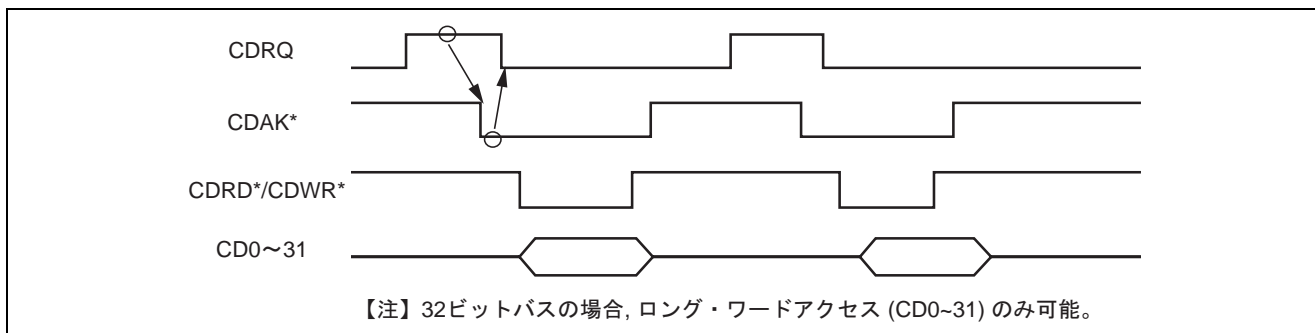 CDRQ
CDAK*
CDRD*/CDWR*
CD0～31
【注】32ビットバスの場合, ロング・ワードアクセス (CD0~31) のみ可能。